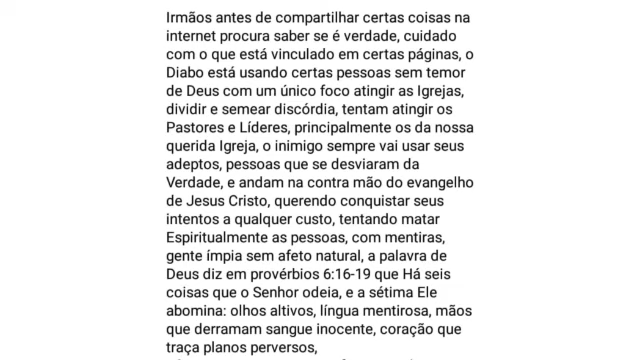 Irmãos antes de compartilhar certas coisas na
internet procura saber se é verdade, cuidado
com o que está vinculado em certas páginas, o
Diabo está usando certas pessoas sem temor
de Deus com um único foco atingir as Igrejas,
dividir e semear discórdia, tentam atingir os
Pastores e Líderes, principalmente os da nossa
querida Igreja, o inimigo sempre vai usar seus
adeptos, pessoas que se desviaram da
Verdade, e andam na contra mão do evangelho
de Jesus Cristo, querendo conquistar seus
intentos a qualquer custo, tentando matar
Espiritualmente as pessoas, com mentiras,
gente ímpia sem afeto natural, a palavra de
Deus diz em provérbios 6:16-19 que Há seis
coisas que o Senhor odeia, e a sétima Ele
abomina: olhos altivos, língua mentirosa, mãos
que derramam sangue inocente, coração que
traça planos perversos,